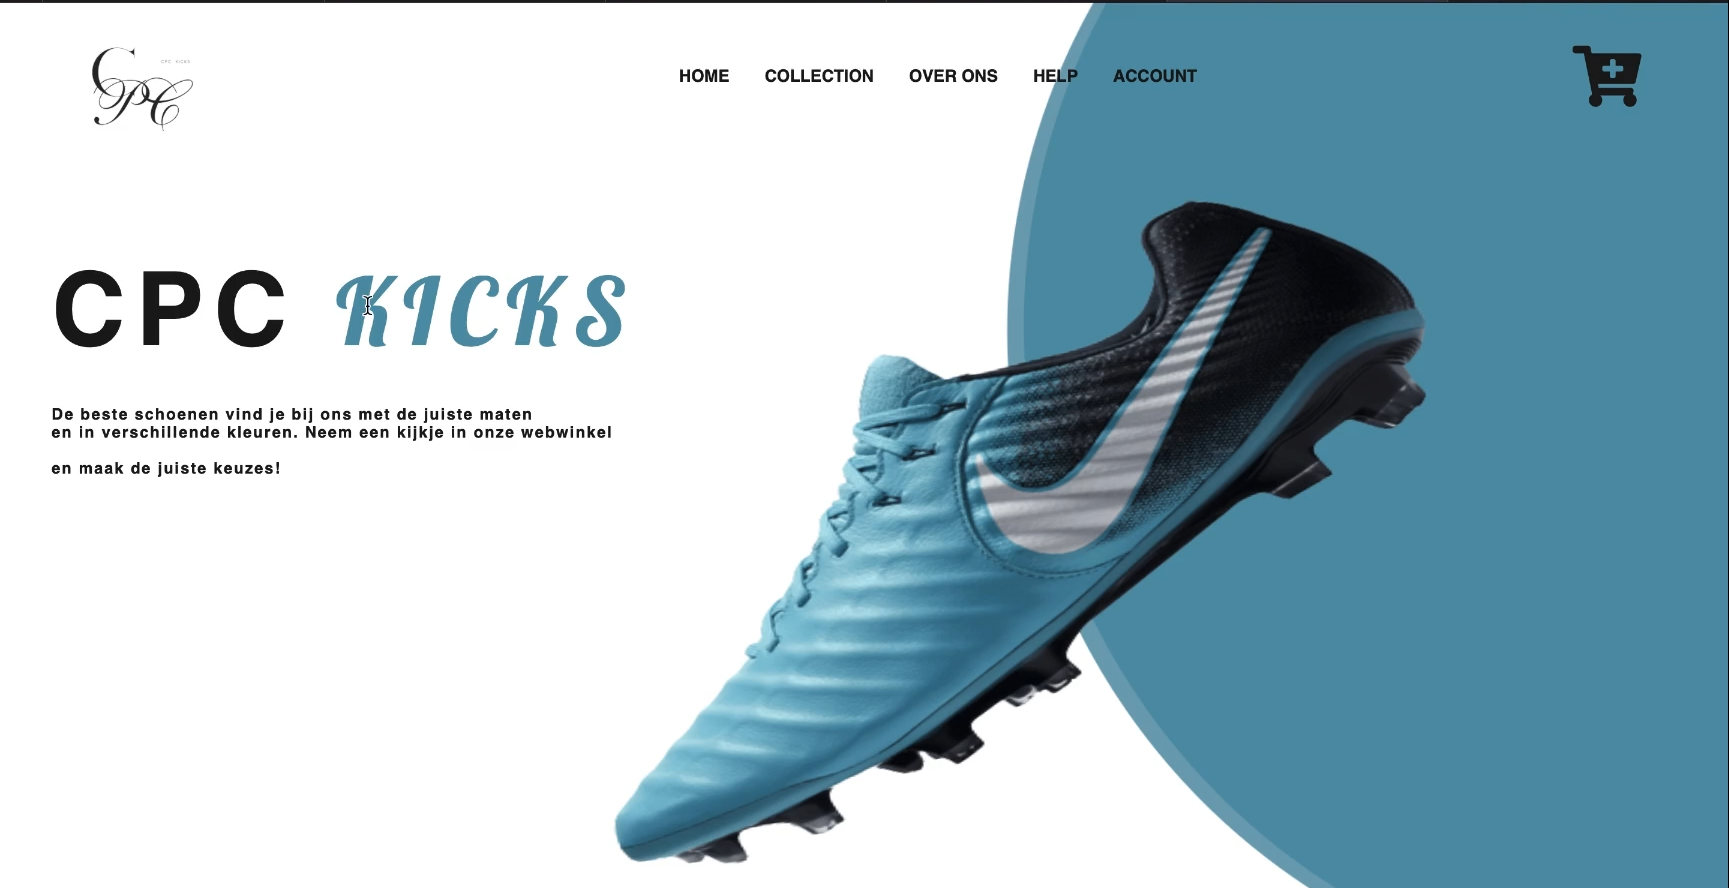 CPC
CPC KICKS
HOME COLLECTION OVER ONS HELP ACCOUNT
CPC KICKS
De beste schoenen vind je bij ons met de juiste maten
en in verschillende kleuren. Neem een kijkje in onze webwinkel
en maak de juiste keuzes!